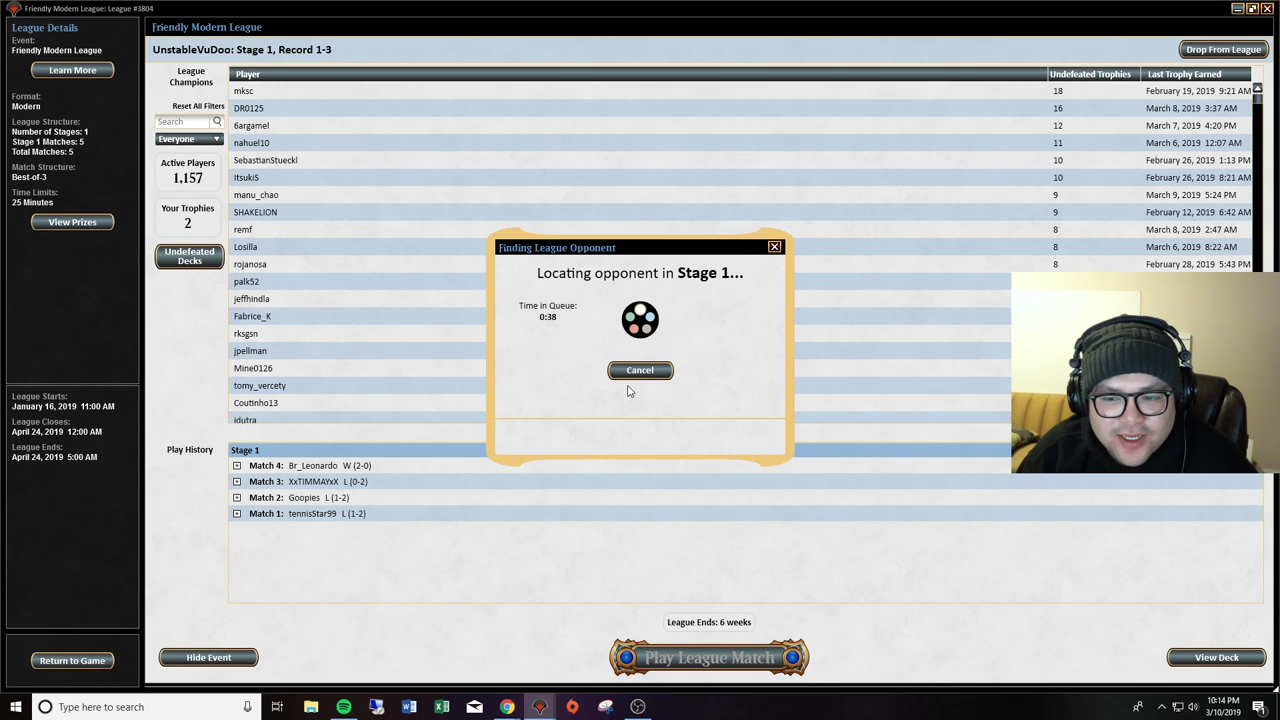 Friendly Modern League: League #3804
League Details
Event:
Friendly Modern League
Learn More
Format:
Modern
League Structure:
Number of Stages: 1
Stage 1 Matches: 5
Total Matches: 5
Match Structure:
Best-of-3
Time Limits:
25 Minutes
View Prizes
League Starts:
January 16, 2019 11:00 AM
League Closes:
April 24, 2019 12:00 AM
League Ends:
April 24, 2019 5:00 AM
Return to Game
Friendly Modern League
UnstableVuDoo: Stage 1, Record 1-3
Drop From League
League
Champions
Reset All Filters
Search
Everyone
Active Players
1,157
Your Trophies
2
Undefeated
Decks
Player Undefeated Trophies Last Trophy Earned
mksc 18 February 19, 2019 9:21 AM
DR0125 16 March 8, 2019 3:37 AM
6argamel 12 March 7, 2019 4:20 PM
nahuel10 11 March 6, 2019 12:07 AM
SebastianStueckl 10 February 26, 2019 1:13 PM
ItsukiS 10 February 26, 2019 8:21 AM
manu_chao 9 March 9, 2019 5:24 PM
SHAKELION 9 February 12, 2019 6:42 AM
remf 8 March 8, 2019 2:47 AM
Losilla 8 March 6, 2019 8:22 AM
rojanosa 8 February 28, 2019 5:43 PM
palk52
jeffhindla
Fabrice_K
rksgsn
jpellman
Mine0126
tomy_vercety
Coutinho13
idutra
Finding League Opponent
Locating opponent in Stage 1...
Time in Queue:
0:38
Cancel
Play History
Stage 1
Match 4: Br_Leonardo W (2-0)
Match 3: XxTIMMAYxX L (0-2)
Match 2: Goopies L (1-2)
Match 1: tennisStar99 L (1-2)
League Ends: 6 weeks
Hide Event
Play League Match
View Deck
Type here to search
10:14 PM
3/10/2019